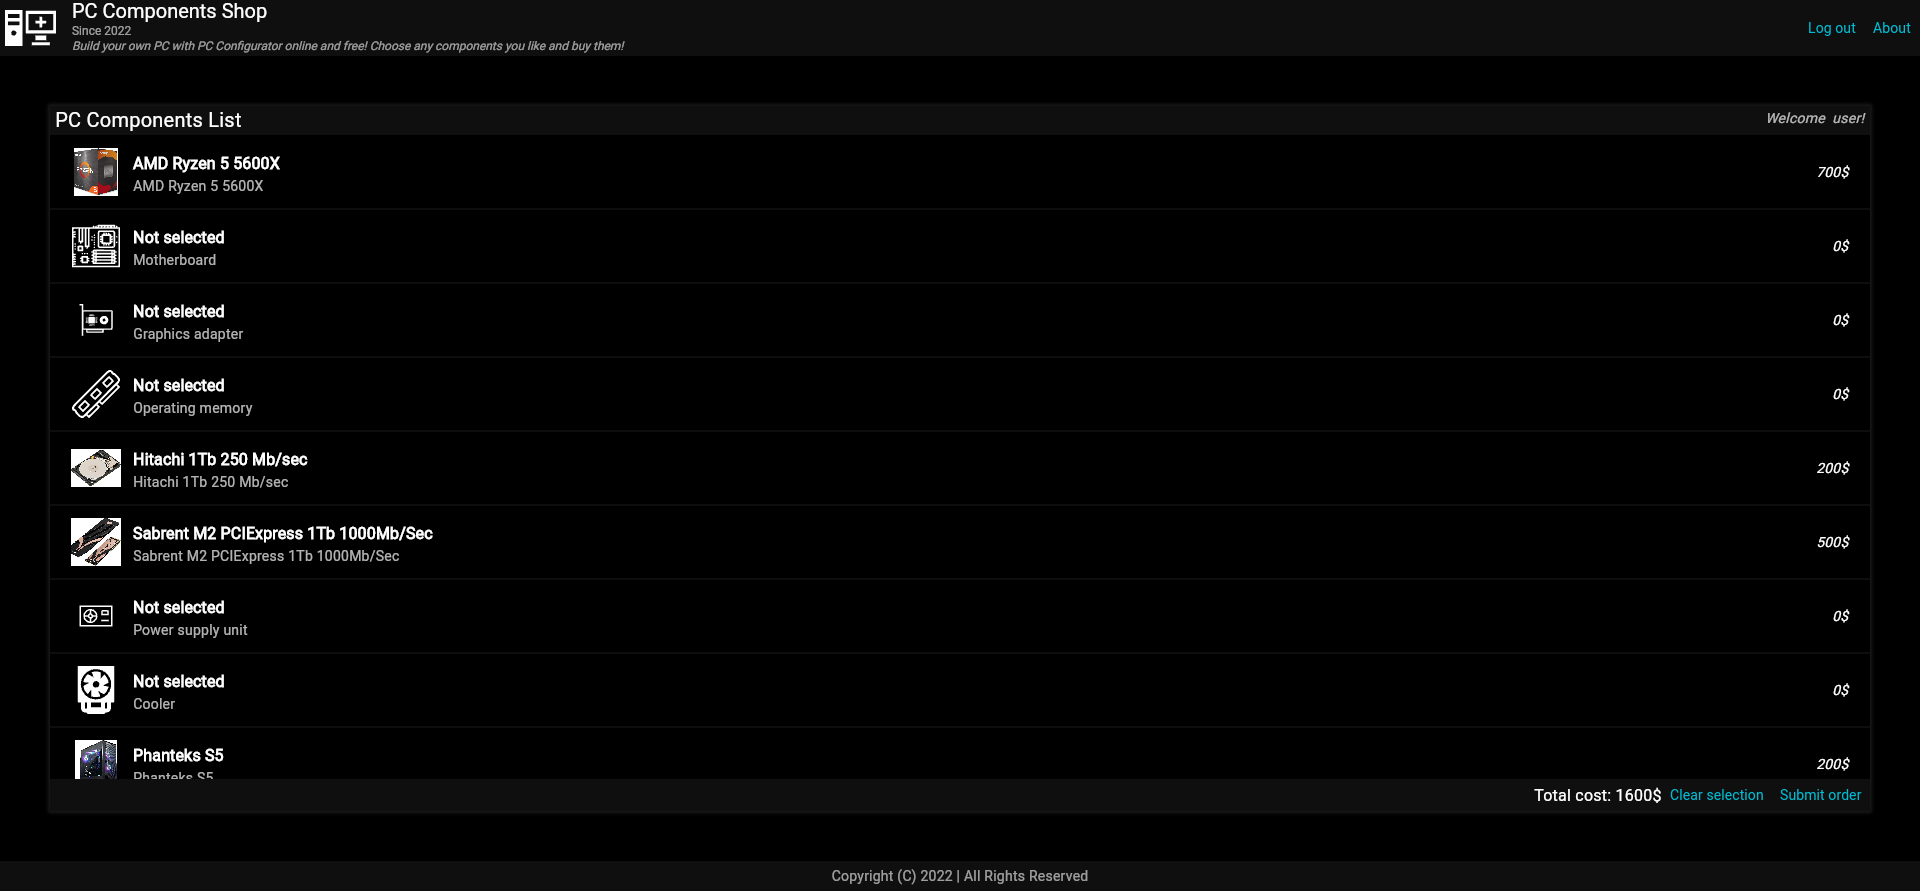 PC Components Shop
Since 2022
Build your own PC with PC Configurator online and free! Choose any components you like and buy them!
Log out About
PC Components List
Welcome user!
AMD Ryzen 5 5600X
AMD Ryzen 5 5600X
700$
Not selected
Motherboard
0$
Not selected
Graphics adapter
0$
Not selected
Operating memory
0$
Hitachi 1Tb 250 Mb/sec
Hitachi 1Tb 250 Mb/sec
200$
Sabrent M2 PCIExpress 1Tb 1000Mb/Sec
Sabrent M2 PCIExpress 1Tb 1000Mb/Sec
500$
Not selected
Power supply unit
0$
Not selected
Cooler
0$
Phanteks S5
Phanteks S5
200$
Total cost: 1600$ Clear selection Submit order
Copyright (C) 2022 | All Rights Reserved